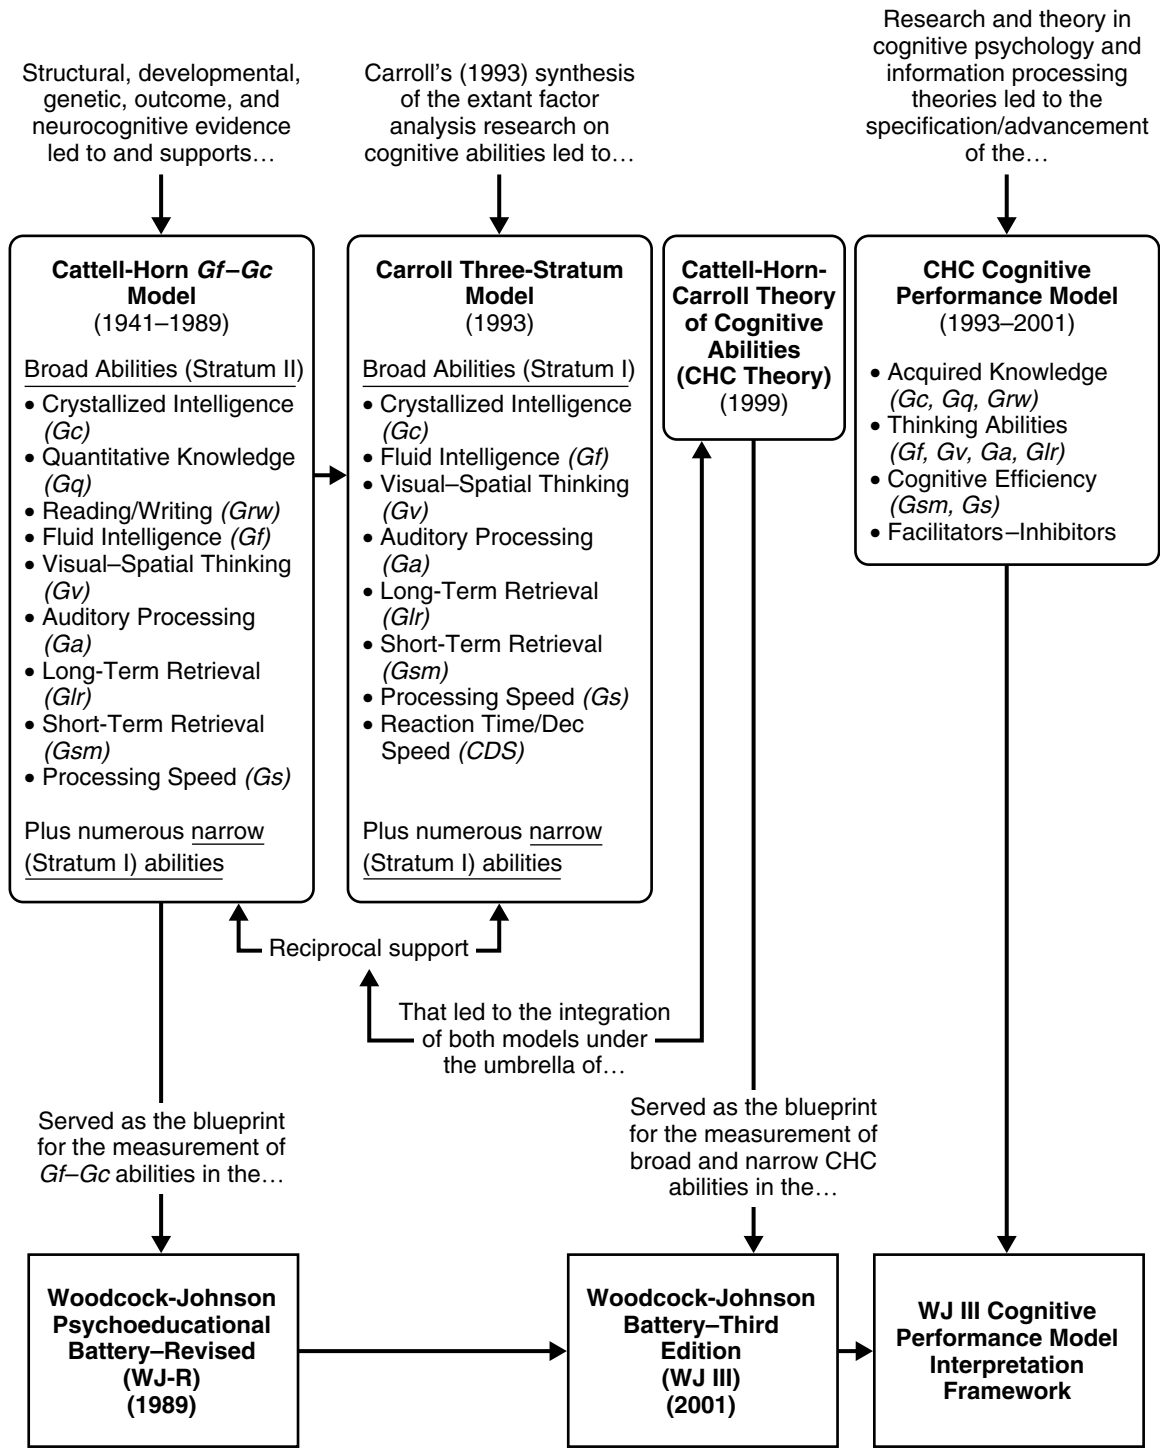 Structural, developmental,
genetic, outcome, and
neurocognitive evidence
led to and supports…
Carroll’s (1993) synthesis
of the extant factor
analysis research on
cognitive abilities led to…
Research and theory in
cognitive psychology and
information processing
theories led to the
specification/advancement
of the…
Cattell-Horn Gf–Gc
Model
(1941–1989)
Broad Abilities (Stratum II)
• Crystallized Intelligence
(Gc)
• Quantitative Knowledge
(Gq)
• Reading/Writing (Grw)
• Fluid Intelligence (Gf)
• Visual–Spatial Thinking
(Gv)
• Auditory Processing
(Ga)
• Long-Term Retrieval
(Glr)
• Short-Term Retrieval
(Gsm)
• Processing Speed (Gs)
Plus numerous narrow
(Stratum I) abilities
Carroll Three-Stratum
Model
(1993)
Broad Abilities (Stratum I)
• Crystallized Intelligence
(Gc)
• Fluid Intelligence (Gf)
• Visual–Spatial Thinking
(Gv)
• Auditory Processing
(Ga)
• Long-Term Retrieval
(Glr)
• Short-Term Retrieval
(Gsm)
• Processing Speed (Gs)
• Reaction Time/Dec
Speed (CDS)
Plus numerous narrow
(Stratum I) abilities
Cattell-Horn-
Carroll Theory
of Cognitive
Abilities
(CHC Theory)
(1999)
CHC Cognitive
Performance Model
(1993–2001)
• Acquired Knowledge
(Gc, Gq, Grw)
• Thinking Abilities
(Gf, Gv, Ga, Glr)
• Cognitive Efficiency
(Gsm, Gs)
• Facilitators–Inhibitors
Reciprocal support
That led to the integration
of both models under
the umbrella of…
Served as the blueprint
for the measurement of
Gf–Gc abilities in the…
Served as the blueprint
for the measurement of
broad and narrow CHC
abilities in the…
Woodcock-Johnson
Psychoeducational
Battery–Revised
(WJ-R)
(1989)
Woodcock-Johnson
Battery–Third
Edition
(WJ III)
(2001)
WJ III Cognitive
Performance Model
Interpretation
Framework